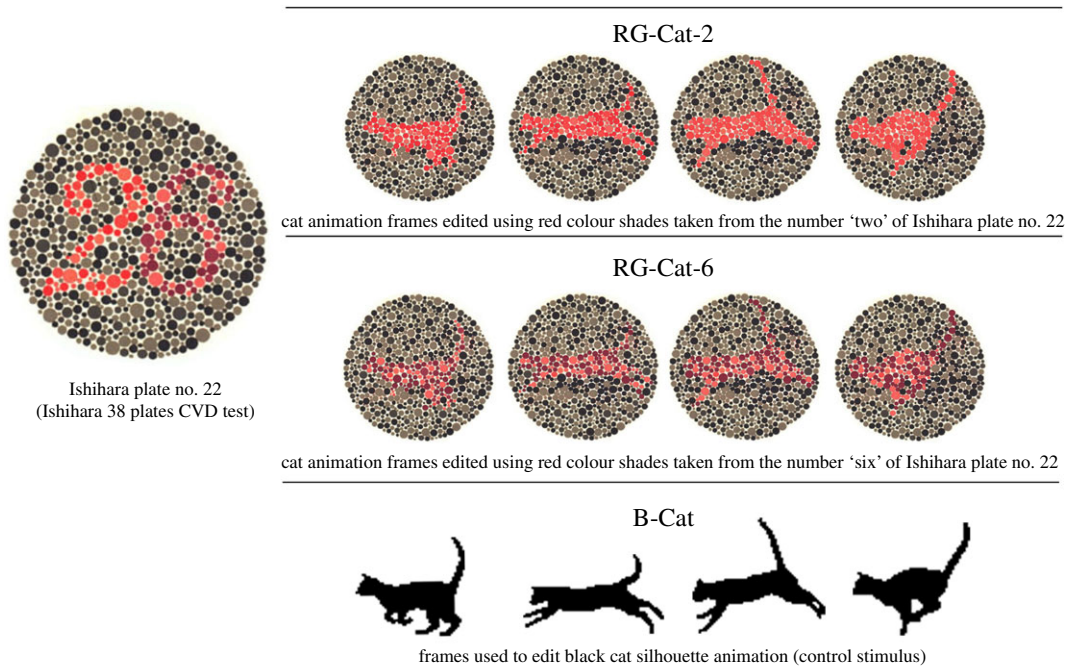 RG-Cat-2
cat animation frames edited using red colour shades taken from the number ‘two’ of Ishihara plate no. 22
26
Ishihara plate no. 22
(Ishihara 38 plates CVD test)
RG-Cat-6
cat animation frames edited using red colour shades taken from the number ‘six’ of Ishihara plate no. 22
B-Cat
frames used to edit black cat silhouette animation (control stimulus)